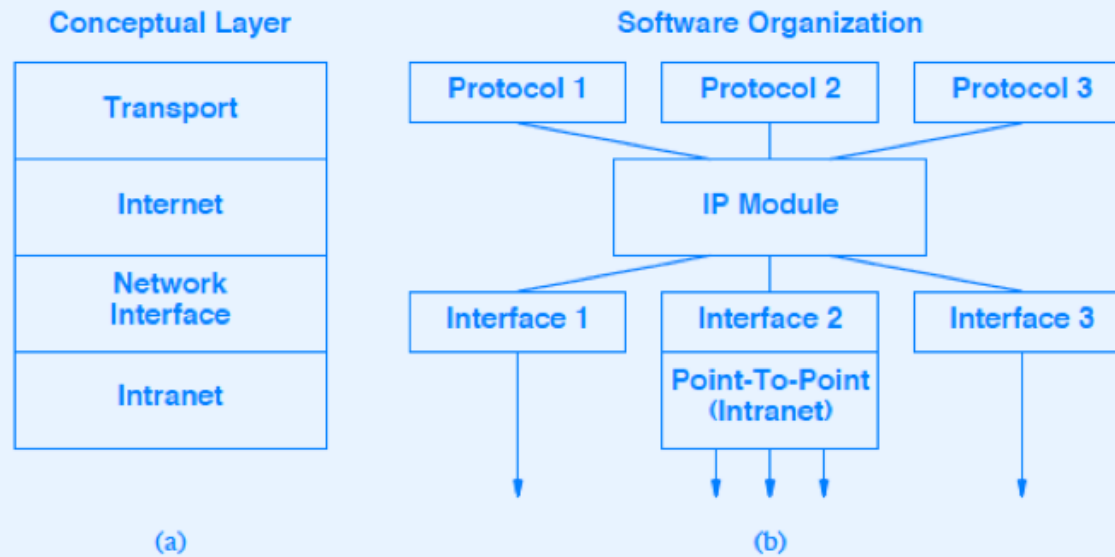 Conceptual Layer
Software Organization
Transport
Internet
Network
Interface
Intranet
Protocol 1
Protocol 2
Protocol 3
IP Module
Interface 1
Interface 2
Interface 3
Point-To-Point
(Intranet)
(a)
(b)